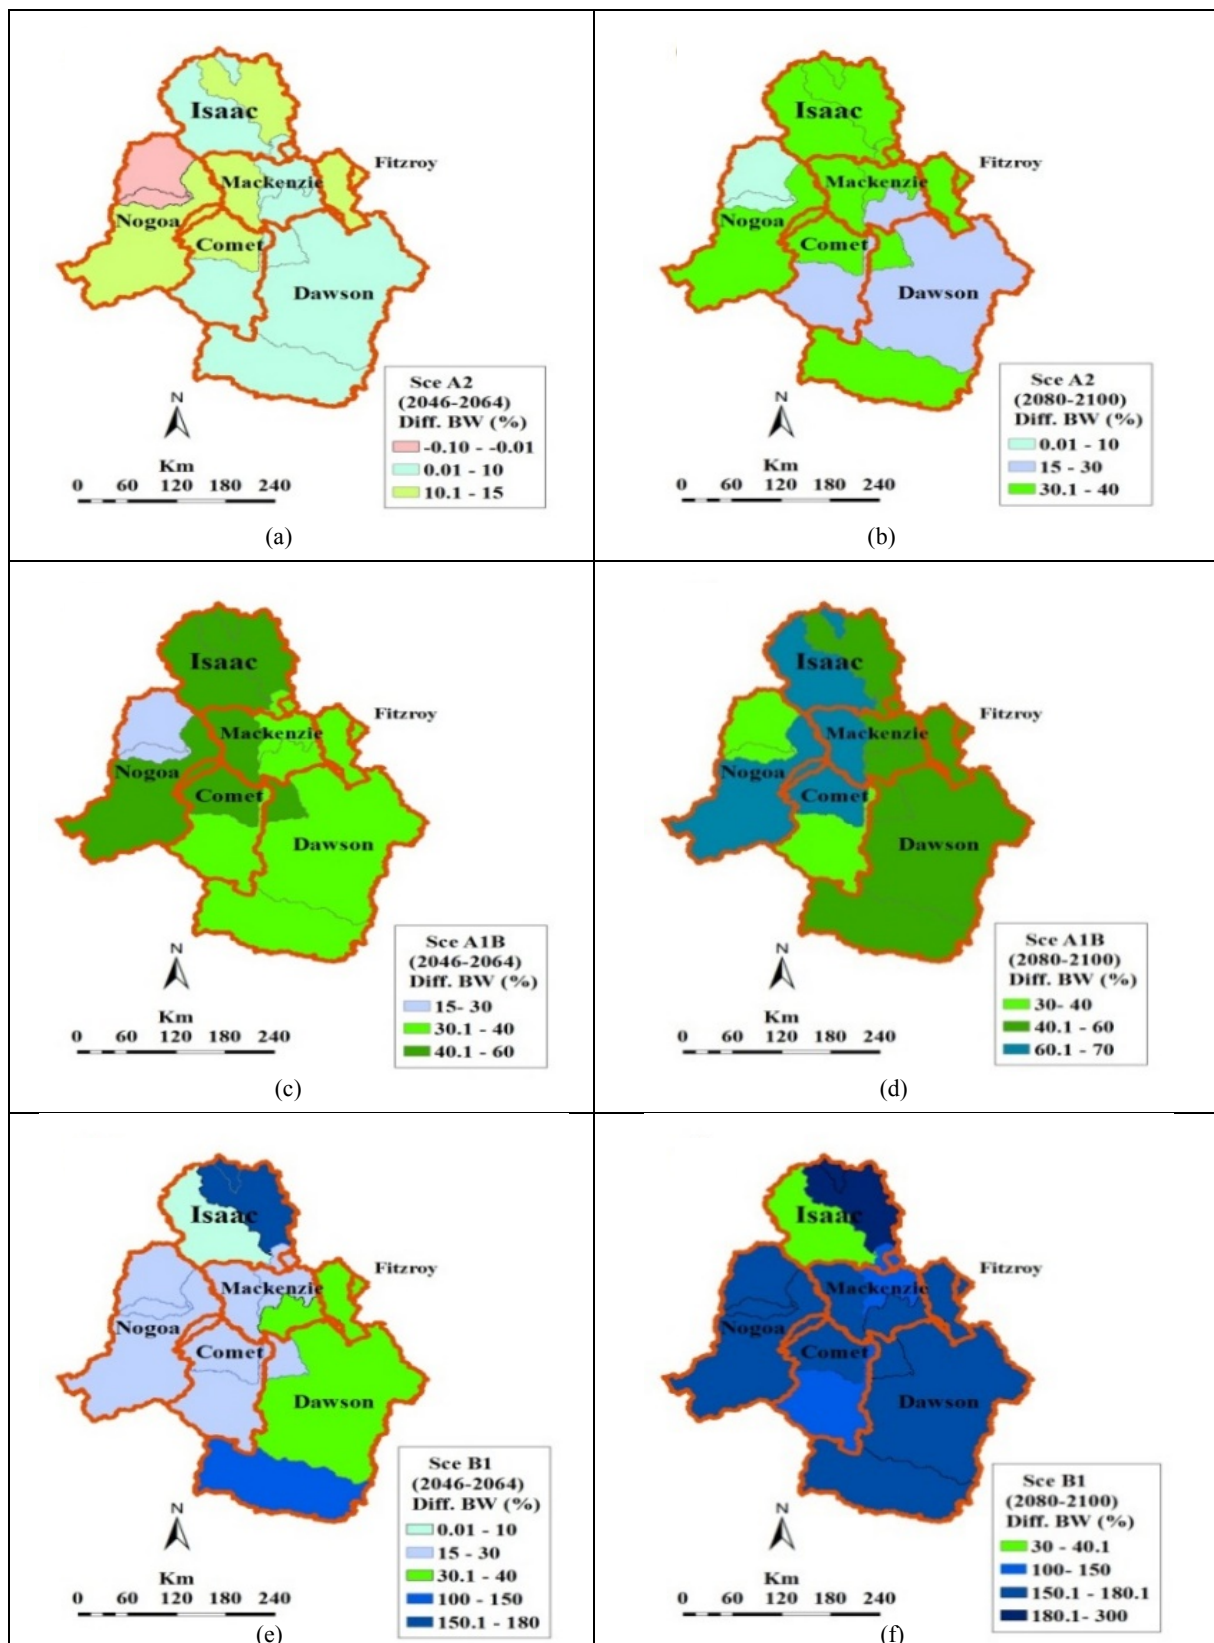 Isaac
Fitzroy
Mackenzie
Nogoa
Comet
Dawson
Sce A2
(2046-2064)
Diff. BW (%)
-0.10 - -0.01
0.01 - 10
10.1 - 15
N
Km
0 60 120 180 240
(a)
Isaac
Fitzroy
Mackenzie
Nogoa
Comet
Dawson
Sce A2
(2080-2100)
Diff. BW (%)
0.01 - 10
15 - 30
30.1 - 40
N
Km
0 60 120 180 240
(b)
Isaac
Fitzroy
Mackenzie
Nogoa
Comet
Dawson
Sce A1B
(2046-2064)
Diff. BW (%)
15- 30
30.1 - 40
40.1 - 60
N
Km
0 60 120 180 240
(c)
Isaac
Fitzroy
Mackenzie
Nogoa
Comet
Dawson
Sce A1B
(2080-2100)
Diff. BW (%)
30- 40
40.1 - 60
60.1 - 70
N
Km
0 60 120 180 240
(d)
Isaac
Fitzroy
Mackenzie
Nogoa
Comet
Dawson
Sce B1
(2046-2064)
Diff. BW (%)
0.01 - 10
15 - 30
30.1 - 40
100 - 150
150.1 - 180
N
Km
0 60 120 180 240
(e)
Isaac
Fitzroy
Mackenzie
Nogoa
Comet
Dawson
Sce B1
(2080-2100)
Diff. BW (%)
30 - 40.1
100- 150
150.1 - 180.1
180.1- 300
N
Km
0 60 120 180 240
(f)